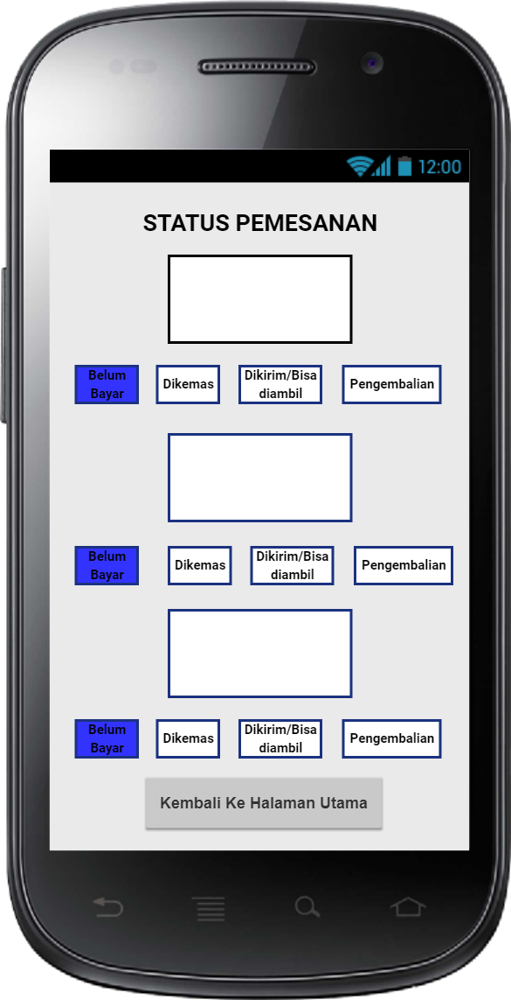 12:00
STATUS PEMESANAN
Belum
Bayar
Dikemas
Dikirim/Bisa
diambil
Pengembalian
Belum
Bayar
Dikemas
Dikirim/Bisa
diambil
Pengembalian
Belum
Bayar
Dikemas
Dikirim/Bisa
diambil
Pengembalian
Kembali Ke Halaman Utama